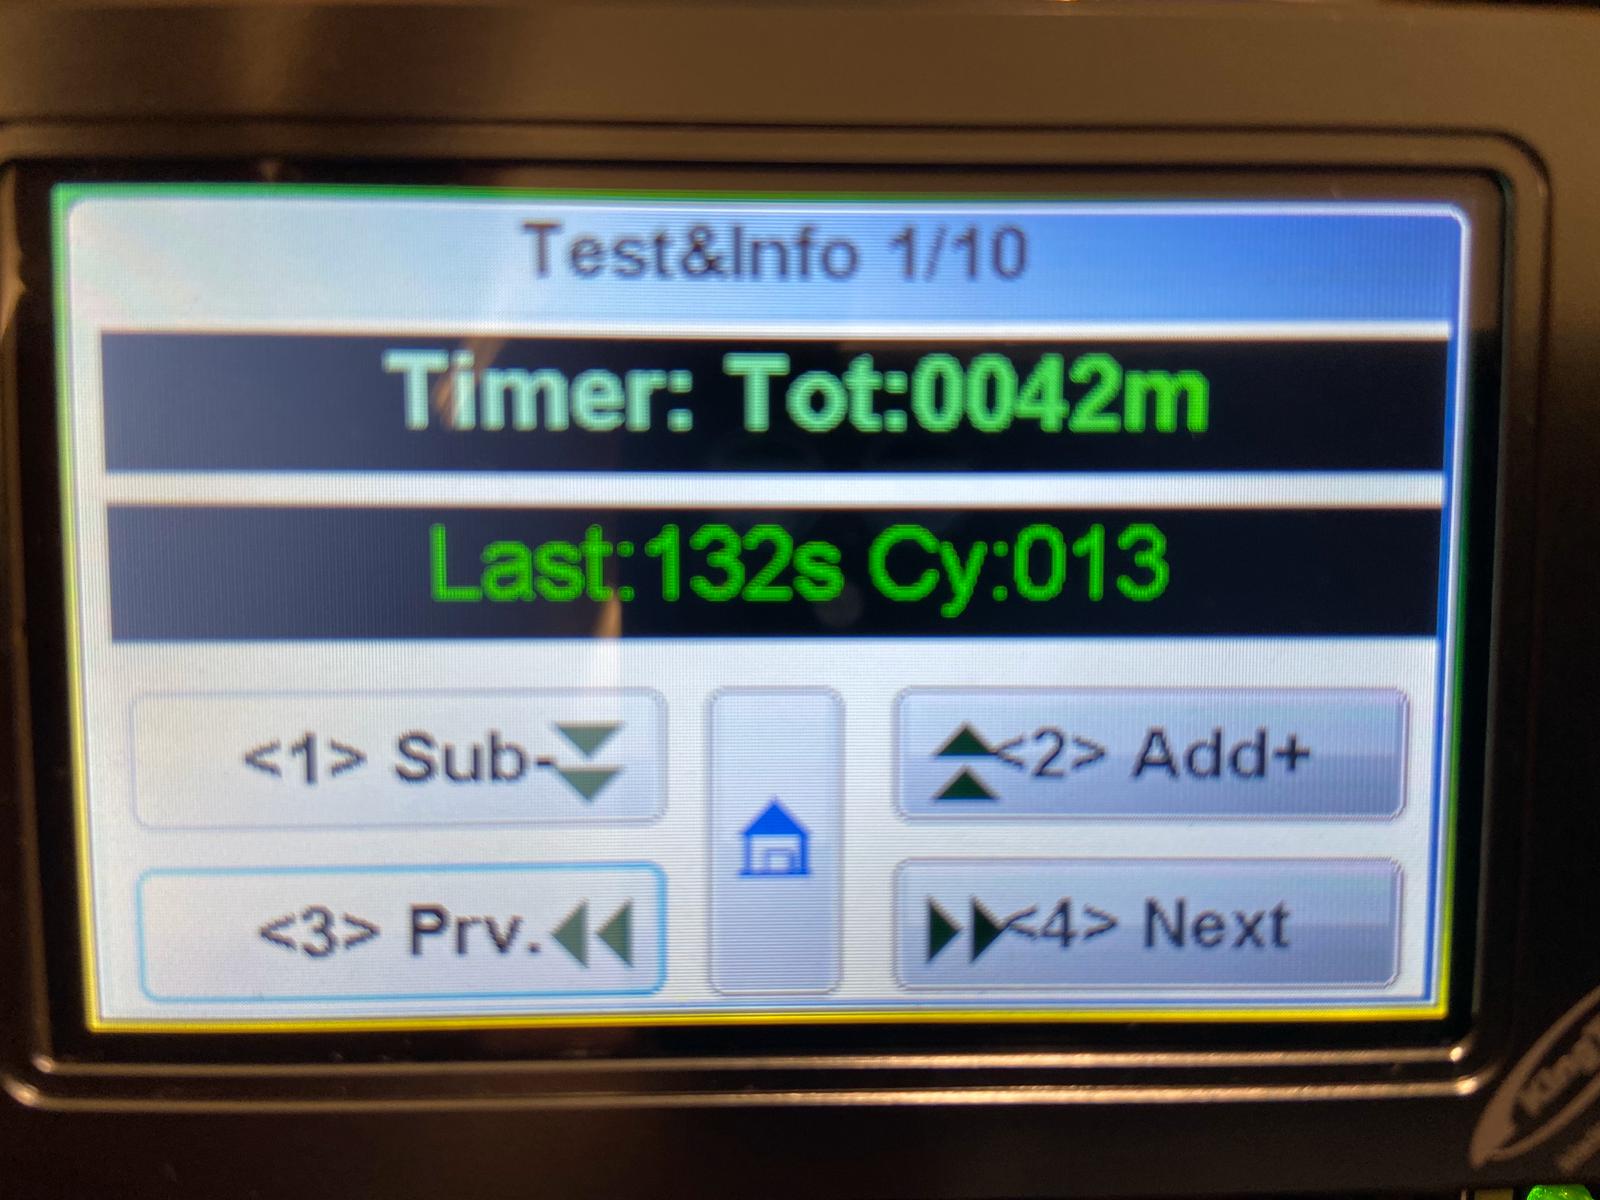 Test&Info 1/10
Timer: Tot:0042m
Last:132s Cy:013
<1> Sub-
<2> Add+
<3> Prv.
<4> Next